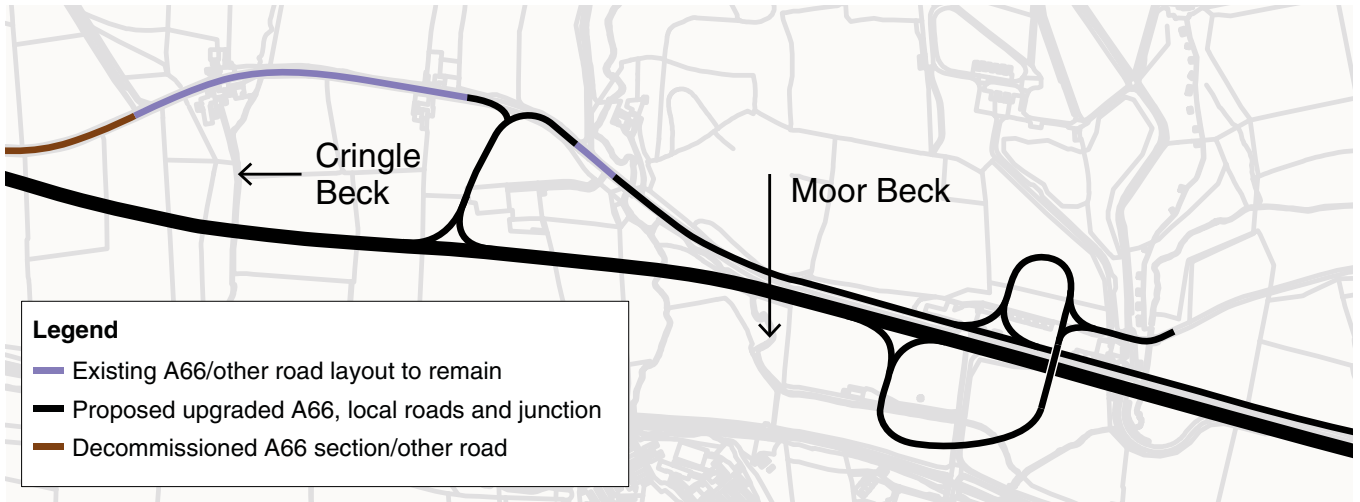 Cringle
Beck
Moor Beck
Legend
Existing A66/other road layout to remain
Proposed upgraded A66, local roads and junction
Decommissioned A66 section/other road